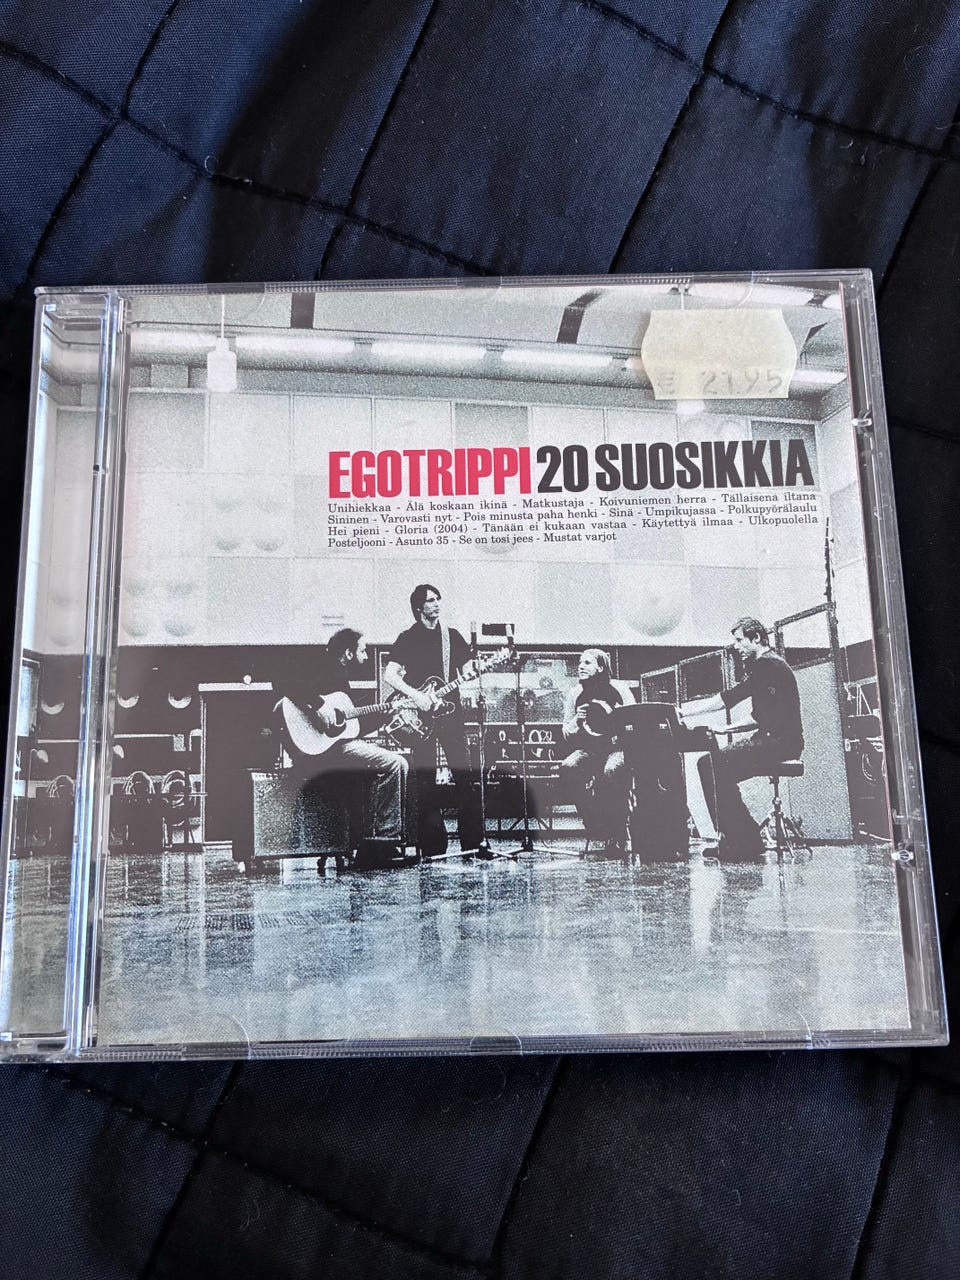 € 21,95
EGOTRIPPI 20 SUOSIKKIA
Unihiekkaa - Älä koskaan ikinä - Matkustaja - Koivuniemen herra - Tällaisena iltana
Sininen - Varovasti nyt - Pois minusta paha henki - Sinä - Umpikujassa - Polkupyörälaulu
Hei pieni - Gloria (2004) - Tänään ei kukaan vastaa - Käytettyä ilmaa - Ulkopuolella
Posteljooni - Asunto 35 - Se on tosi jees - Mustat varjot